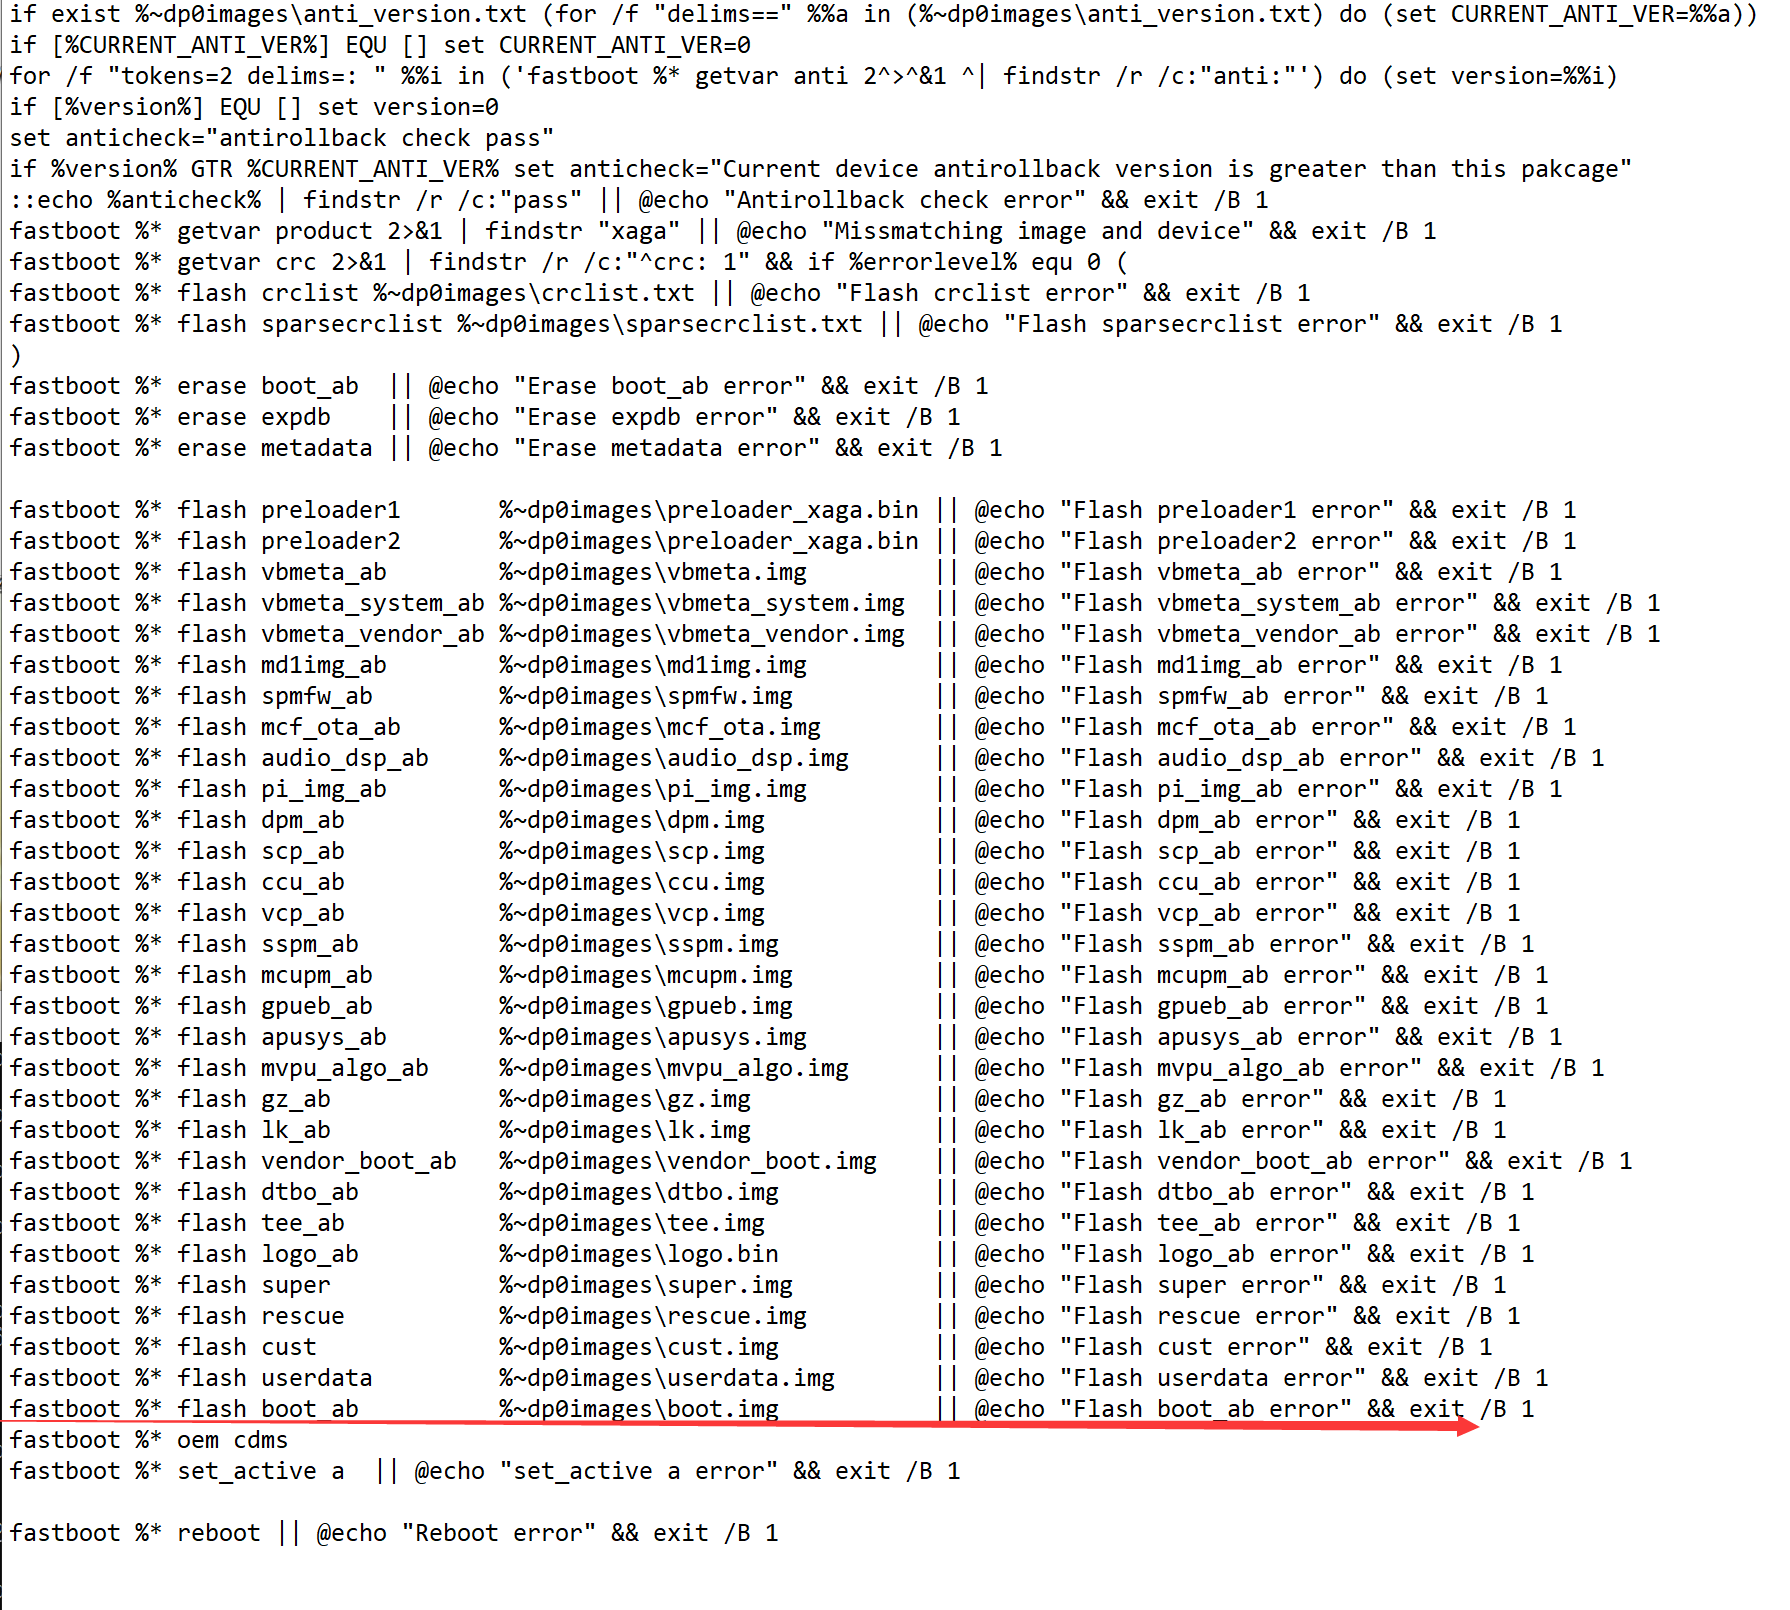 if exist %~dp0images\anti_version.txt (for /f "delims==" %%a in (%~dp0images\anti_version.txt) do (set CURRENT_ANTI_VER=%%a))
if [%CURRENT_ANTI_VER%] EQU [] set CURRENT_ANTI_VER=0
for /f "tokens=2 delims=: " %%i in ('fastboot %* getvar anti 2^>^&1 ^| findstr /r /c:"anti:"') do (set version=%%i)
if [%version%] EQU [] set version=0
set anticheck="antirollback check pass"
if %version% GTR %CURRENT_ANTI_VER% set anticheck="Current device antirollback version is greater than this pakcage"
::echo %anticheck% | findstr /r /c:"pass" || @echo "Antirollback check error" && exit /B 1
fastboot %* getvar product 2>&1 | findstr "xaga" || @echo "Missmatching image and device" && exit /B 1
fastboot %* getvar crc 2>&1 | findstr /r /c:"^crc: 1" && if %errorlevel% equ 0 (
fastboot %* flash crclist %~dp0images\crclist.txt || @echo "Flash crclist error" && exit /B 1
fastboot %* flash sparsecrclist %~dp0images\sparsecrclist.txt || @echo "Flash sparsecrclist error" && exit /B 1
)
fastboot %* erase boot_ab  || @echo "Erase boot_ab error" && exit /B 1
fastboot %* erase expdb    || @echo "Erase expdb error" && exit /B 1
fastboot %* erase metadata || @echo "Erase metadata error" && exit /B 1

fastboot %* flash preloader1       %~dp0images\preloader_xaga.bin || @echo "Flash preloader1 error" && exit /B 1
fastboot %* flash preloader2       %~dp0images\preloader_xaga.bin || @echo "Flash preloader2 error" && exit /B 1
fastboot %* flash vbmeta_ab        %~dp0images\vbmeta.img         || @echo "Flash vbmeta_ab error" && exit /B 1
fastboot %* flash vbmeta_system_ab %~dp0images\vbmeta_system.img  || @echo "Flash vbmeta_system_ab error" && exit /B 1
fastboot %* flash vbmeta_vendor_ab %~dp0images\vbmeta_vendor.img  || @echo "Flash vbmeta_vendor_ab error" && exit /B 1
fastboot %* flash md1img_ab        %~dp0images\md1img.img         || @echo "Flash md1img_ab error" && exit /B 1
fastboot %* flash spmfw_ab         %~dp0images\spmfw.img          || @echo "Flash spmfw_ab error" && exit /B 1
fastboot %* flash mcf_ota_ab       %~dp0images\mcf_ota.img        || @echo "Flash mcf_ota_ab error" && exit /B 1
fastboot %* flash audio_dsp_ab     %~dp0images\audio_dsp.img      || @echo "Flash audio_dsp_ab error" && exit /B 1
fastboot %* flash pi_img_ab        %~dp0images\pi_img.img         || @echo "Flash pi_img_ab error" && exit /B 1
fastboot %* flash dpm_ab           %~dp0images\dpm.img            || @echo "Flash dpm_ab error" && exit /B 1
fastboot %* flash scp_ab           %~dp0images\scp.img            || @echo "Flash scp_ab error" && exit /B 1
fastboot %* flash ccu_ab           %~dp0images\ccu.img            || @echo "Flash ccu_ab error" && exit /B 1
fastboot %* flash vcp_ab           %~dp0images\vcp.img            || @echo "Flash vcp_ab error" && exit /B 1
fastboot %* flash sspm_ab          %~dp0images\sspm.img           || @echo "Flash sspm_ab error" && exit /B 1
fastboot %* flash mcupm_ab         %~dp0images\mcupm.img          || @echo "Flash mcupm_ab error" && exit /B 1
fastboot %* flash gpueb_ab         %~dp0images\gpueb.img          || @echo "Flash gpueb_ab error" && exit /B 1
fastboot %* flash apusys_ab        %~dp0images\apusys.img         || @echo "Flash apusys_ab error" && exit /B 1
fastboot %* flash mvpu_algo_ab     %~dp0images\mvpu_algo.img      || @echo "Flash mvpu_algo_ab error" && exit /B 1
fastboot %* flash gz_ab            %~dp0images\gz.img             || @echo "Flash gz_ab error" && exit /B 1
fastboot %* flash lk_ab            %~dp0images\lk.img             || @echo "Flash lk_ab error" && exit /B 1
fastboot %* flash vendor_boot_ab   %~dp0images\vendor_boot.img    || @echo "Flash vendor_boot_ab error" && exit /B 1
fastboot %* flash dtbo_ab          %~dp0images\dtbo.img           || @echo "Flash dtbo_ab error" && exit /B 1
fastboot %* flash tee_ab           %~dp0images\tee.img            || @echo "Flash tee_ab error" && exit /B 1
fastboot %* flash logo_ab          %~dp0images\logo.bin           || @echo "Flash logo_ab error" && exit /B 1
fastboot %* flash super            %~dp0images\super.img          || @echo "Flash super error" && exit /B 1
fastboot %* flash rescue           %~dp0images\rescue.img         || @echo "Flash rescue error" && exit /B 1
fastboot %* flash cust             %~dp0images\cust.img           || @echo "Flash cust error" && exit /B 1
fastboot %* flash userdata         %~dp0images\userdata.img       || @echo "Flash userdata error" && exit /B 1
fastboot %* flash boot_ab          %~dp0images\boot.img           || @echo "Flash boot_ab error" && exit /B 1
fastboot %* oem cdms
fastboot %* set_active a  || @echo "set_active a error" && exit /B 1

fastboot %* reboot || @echo "Reboot error" && exit /B 1